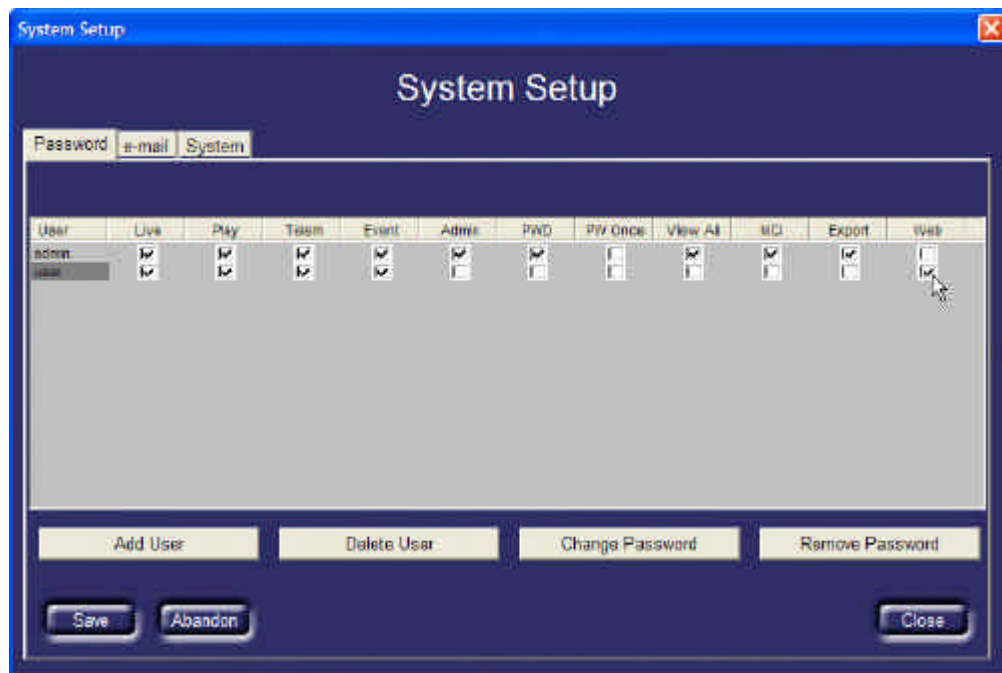 System Setup
System Setup
Password e-mail System
User Live Play Telem Event Admin PWD PW Once View All MCI Export Web
admin
user
Add User Delete User Change Password Remove Password
Save Abandon Close